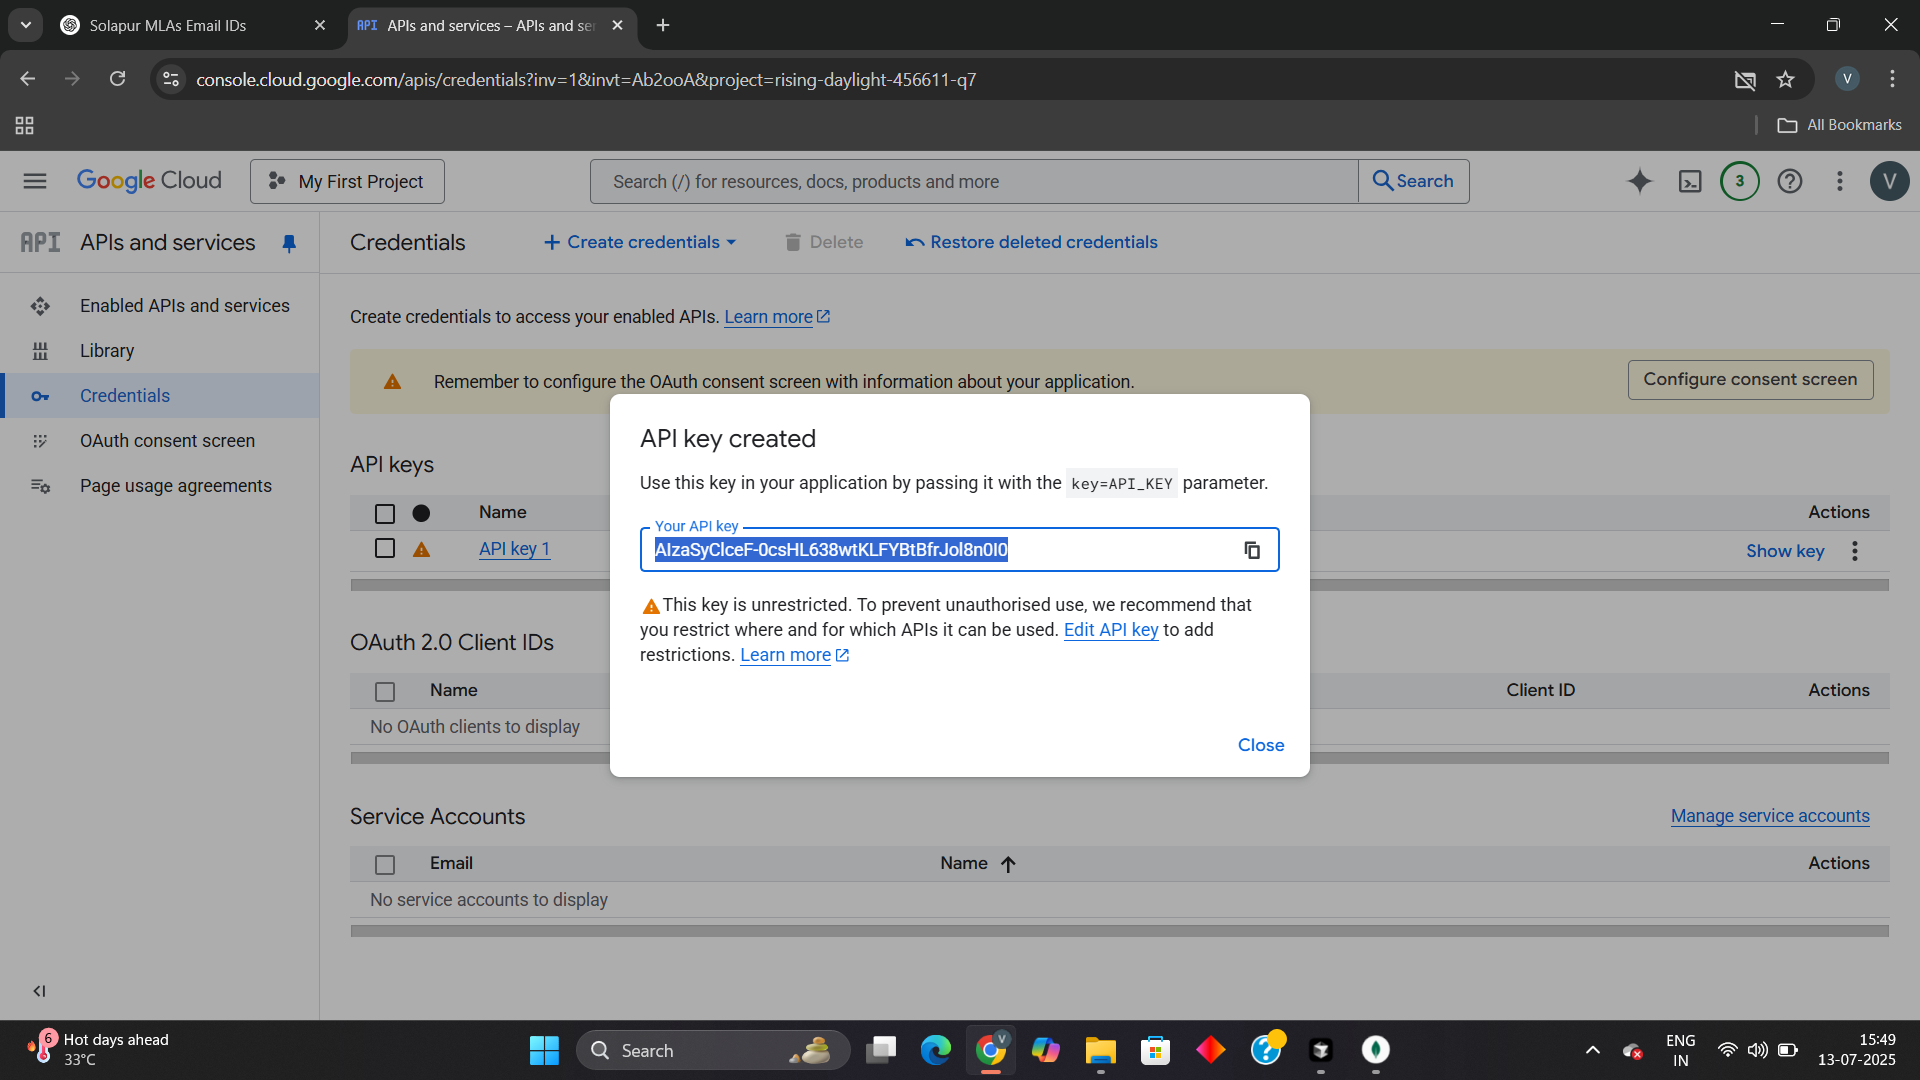 Solapur MLAs Email IDs
API APIs and services – APIs and ser
console.cloud.google.com/apis/credentials?inv=1&invt=Ab2ooA&project=rising-daylight-456611-q7
V
All Bookmarks
Google Cloud
My First Project
Search (/) for resources, docs, products and more
Search
3
V
API APIs and services
Credentials
Create credentials
Delete
Restore deleted credentials
Enabled APIs and services
Library
Credentials
OAuth consent screen
Page usage agreements
Create credentials to access your enabled APIs. Learn more
Remember to configure the OAuth consent screen with information about your application.
Configure consent screen
API keys
Name
Actions
API key 1
Show key
API key created
Use this key in your application by passing it with the key=API_KEY parameter.
Your API key
This key is unrestricted. To prevent unauthorised use, we recommend that
you restrict where and for which APIs it can be used. Edit API key to add
restrictions. Learn more
Close
OAuth 2.0 Client IDs
Name
Client ID
Actions
No OAuth clients to display
Service Accounts
Manage service accounts
Email
Name
Actions
No service accounts to display
6
Hot days ahead
33°C
Search
V
ENG
IN
15:49
13-07-2025